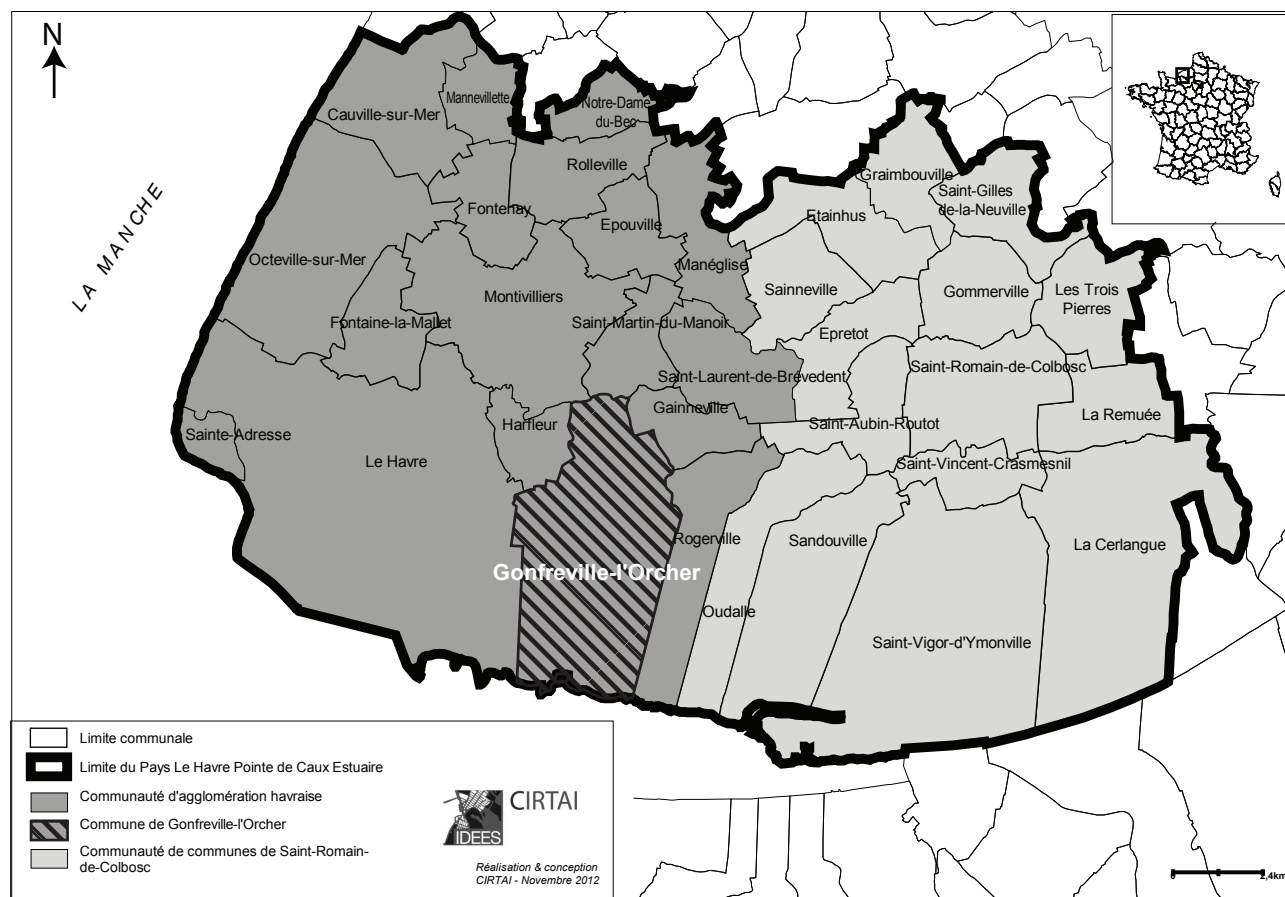 N
LA MANCHE
Cauville-sur-Mer
Mannevillette
Notre-Dame
du-Bec
Rolleville
Fontenay
Epouville
Octeville-sur-Mer
Manéglise
Montivilliers
Fontaine-la-Mallet
Saint-Martin-du-Manoir
Saint-Laurent-de-Brèvedent
Gainneville
Harfleur
Sainte-Adresse
Le Havre
Rogerville
Gonfreville-l'Orcher
Graimbouville
Saint-Gilles
de-la-Neuville
Etainhus
Sainneville
Gommerville
Les Trois
Pierres
Epretot
Saint-Romain-de-Colbosc
La Remuée
Saint-Aubin-Routot
Saint-Vincent-Crasmesnil
Sandouville
La Cerlangue
Oudalle
Saint-Vigor-d'Ymonville
Limite communale
Limite du Pays Le Havre Pointe de Caux Estuaire
Communauté d'agglomération havraise
Commune de Gonfreville-l'Orcher
Communauté de communes de Saint-Romain-
de-Colbosc
CIRTAI
IDEES
Réalisation & conception
CIRTAI - Novembre 2012
0 2,4km